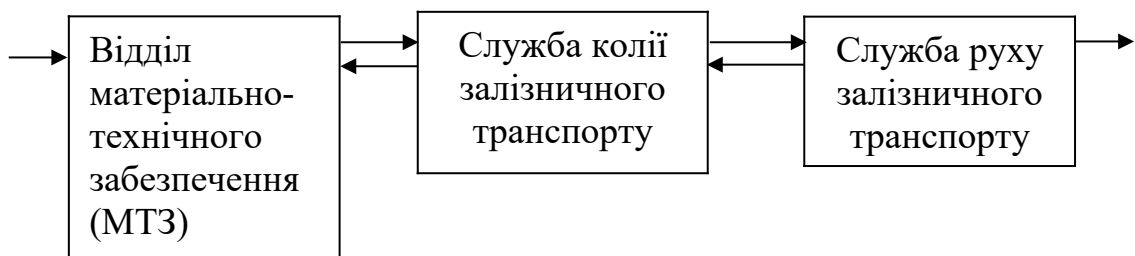 Відділ
матеріально-
технічного
забезпечення
(МТЗ)
Служба колії
залізничного
транспорту
Служба руху
залізничного
транспорту